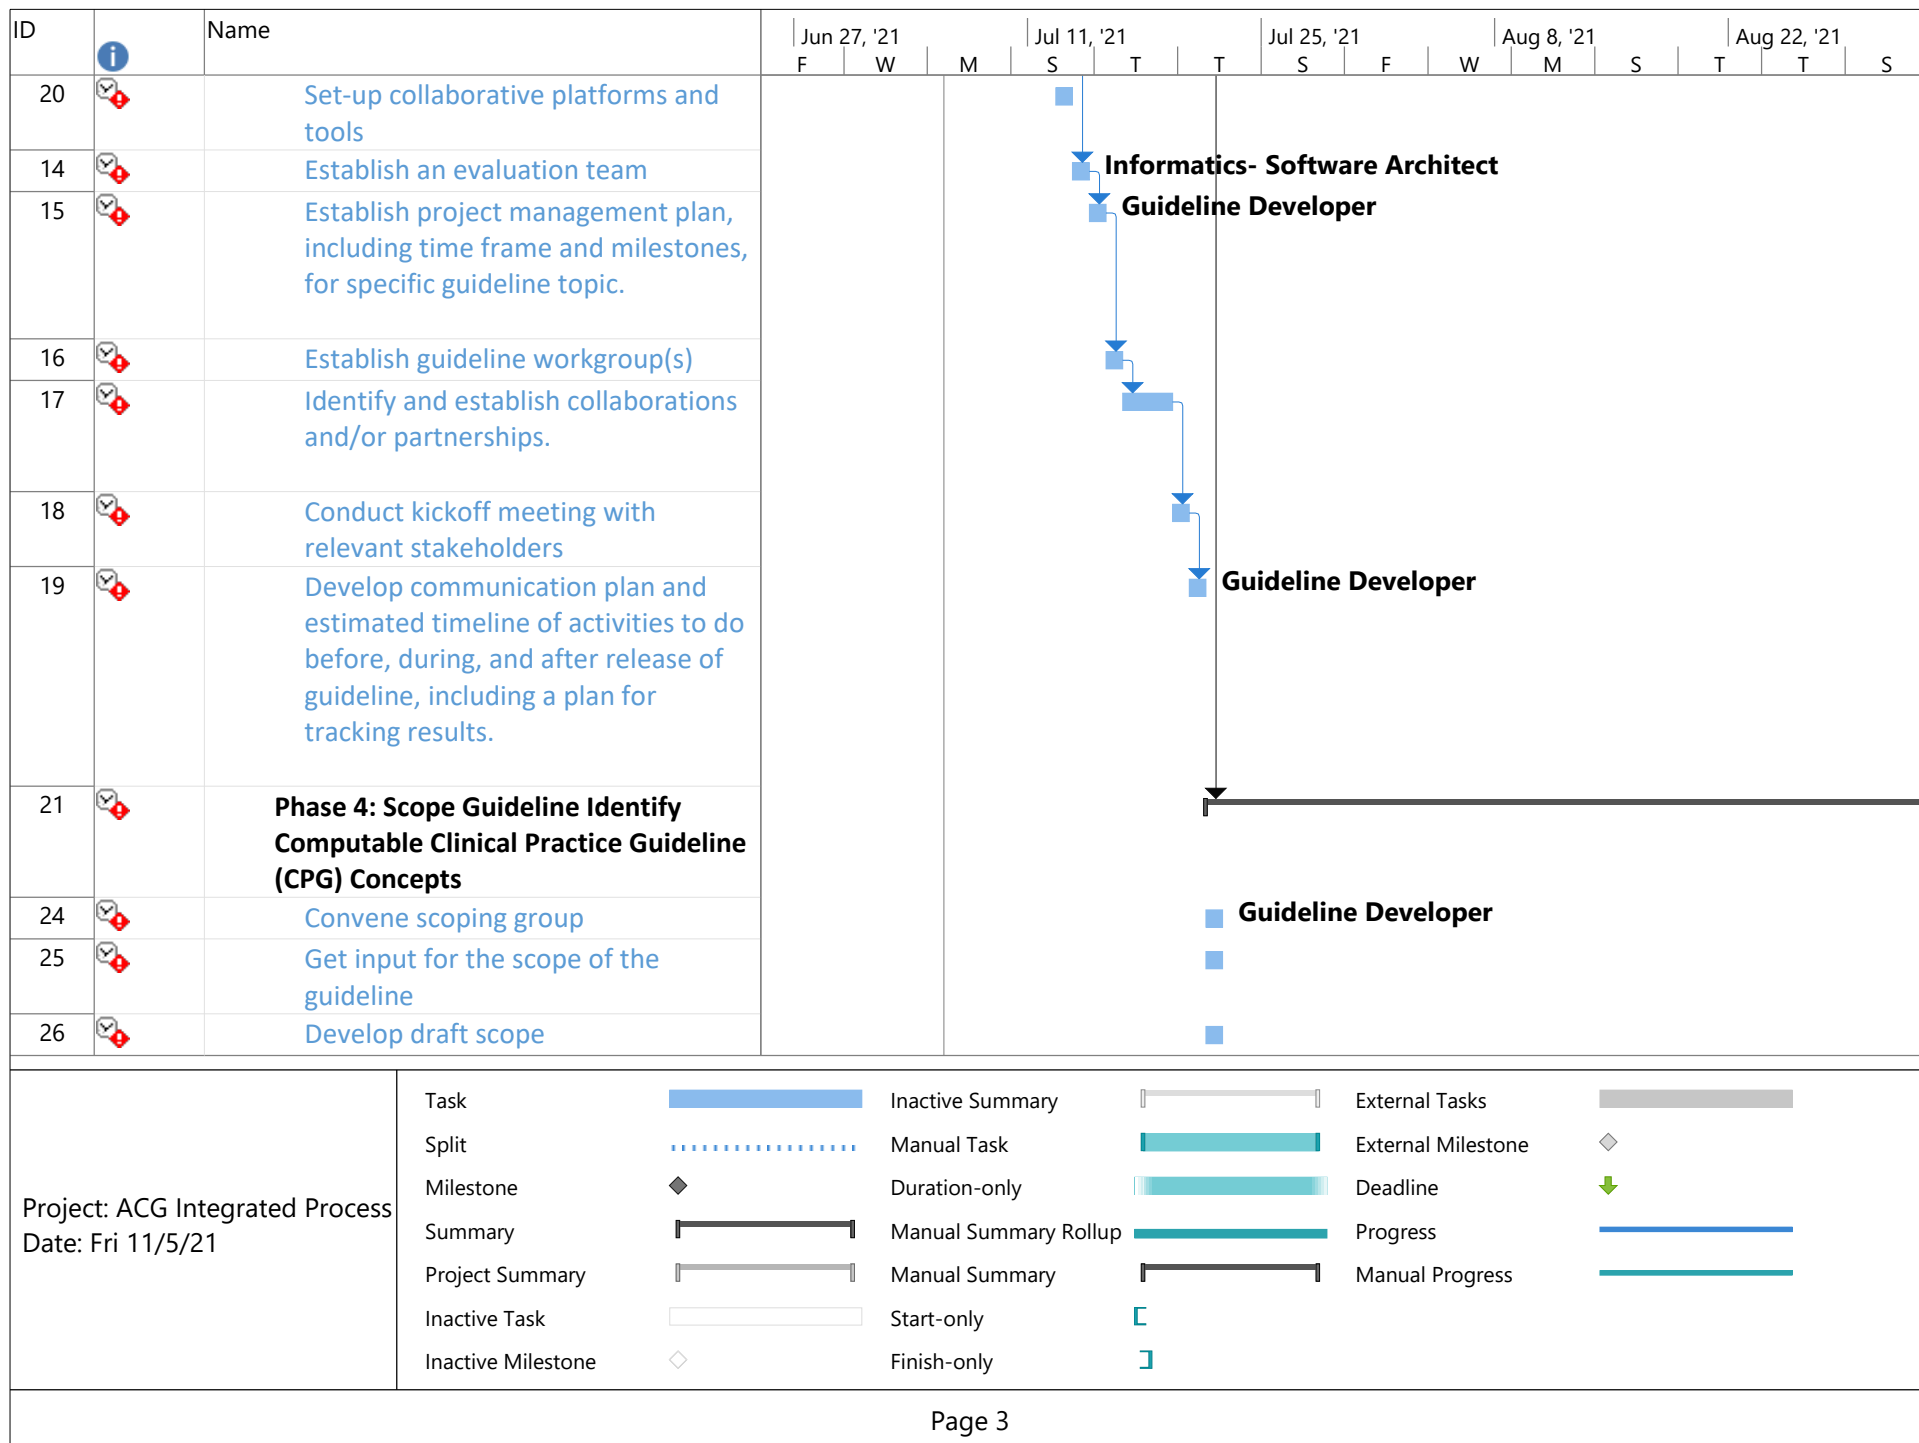 ID
Name
Jun 27, '21
Jul 11, '21
Jul 25, '21
Aug 8, '21
Aug 22, '21
F W M S T T S F W M S T T S
20
Set-up collaborative platforms and
tools
14
Establish an evaluation team
Informatics- Software Architect
15
Establish project management plan,
including time frame and milestones,
for specific guideline topic.
Guideline Developer
16
Establish guideline workgroup(s)
17
Identify and establish collaborations
and/or partnerships.
18
Conduct kickoff meeting with
relevant stakeholders
19
Develop communication plan and
estimated timeline of activities to do
before, during, and after release of
guideline, including a plan for
tracking results.
Guideline Developer
21
Phase 4: Scope Guideline Identify
Computable Clinical Practice Guideline
(CPG) Concepts
24
Convene scoping group
Guideline Developer
25
Get input for the scope of the
guideline
26
Develop draft scope
Project: ACG Integrated Process
Date: Fri 11/5/21
Task
Split
Milestone
Summary
Project Summary
Inactive Task
Inactive Milestone
Inactive Summary
Manual Task
Duration-only
Manual Summary Rollup
Manual Summary
Start-only
Finish-only
External Tasks
External Milestone
Deadline
Progress
Manual Progress
Page 3